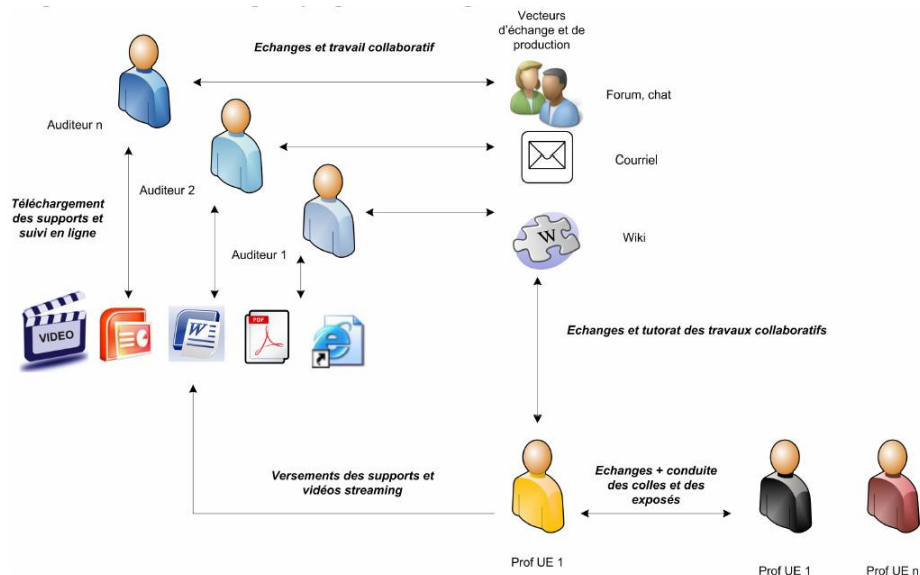 Vecteurs
d'échange et de
production
Echanges et travail collaboratif
Forum, chat
Auditeur n
Courriel
Auditeur 2
Téléchargement
des supports et
suivi en ligne
W
Wiki
Auditeur 1
VIDEO
W
PDF
Echanges et tutorat des travaux collaboratifs
Versements des supports et
vidéos streaming
Echanges + conduite
des colles et des
exposés
Prof UE 1
Prof UE 1
Prof UE n